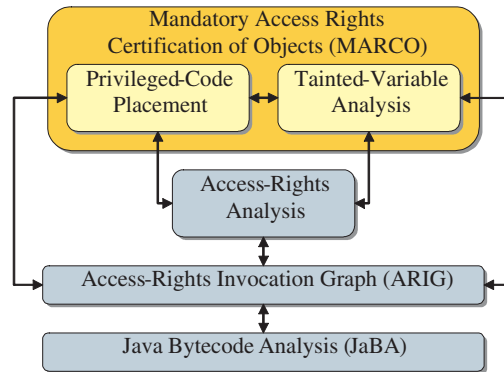 Mandatory Access Rights
Certification of Objects (MARCO)
Privileged-Code
Placement
Tainted-Variable
Analysis
Access-Rights
Analysis
Access-Rights Invocation Graph (ARIG)
Java Bytecode Analysis (JaBA)